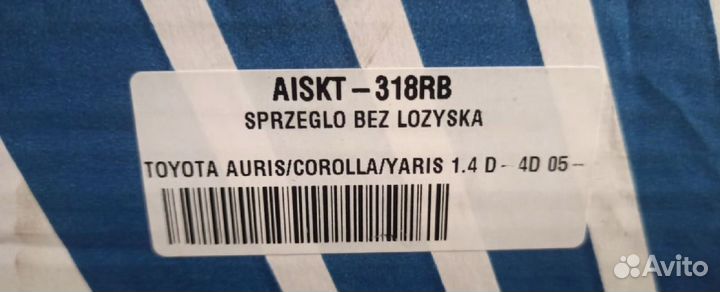 AISKT-318RB
SPRZEGLO BEZ LOZYSKA
TOYOTA AURIS/COROLLA/YARIS 1.4 D- 4D 05-
Avito